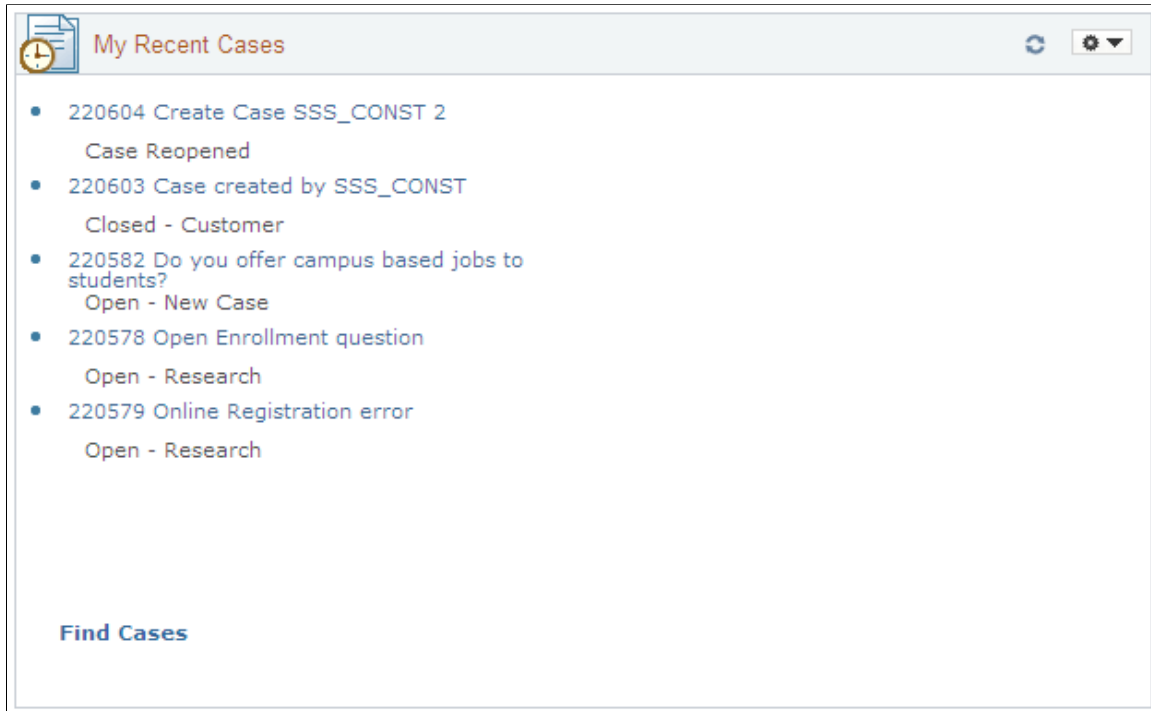 My Recent Cases
220604 Create Case SSS_CONST 2
Case Reopened
220603 Case created by SSS_CONST
Closed - Customer
220582 Do you offer campus based jobs to
students?
Open - New Case
220578 Open Enrollment question
Open - Research
220579 Online Registration error
Open - Research
Find Cases